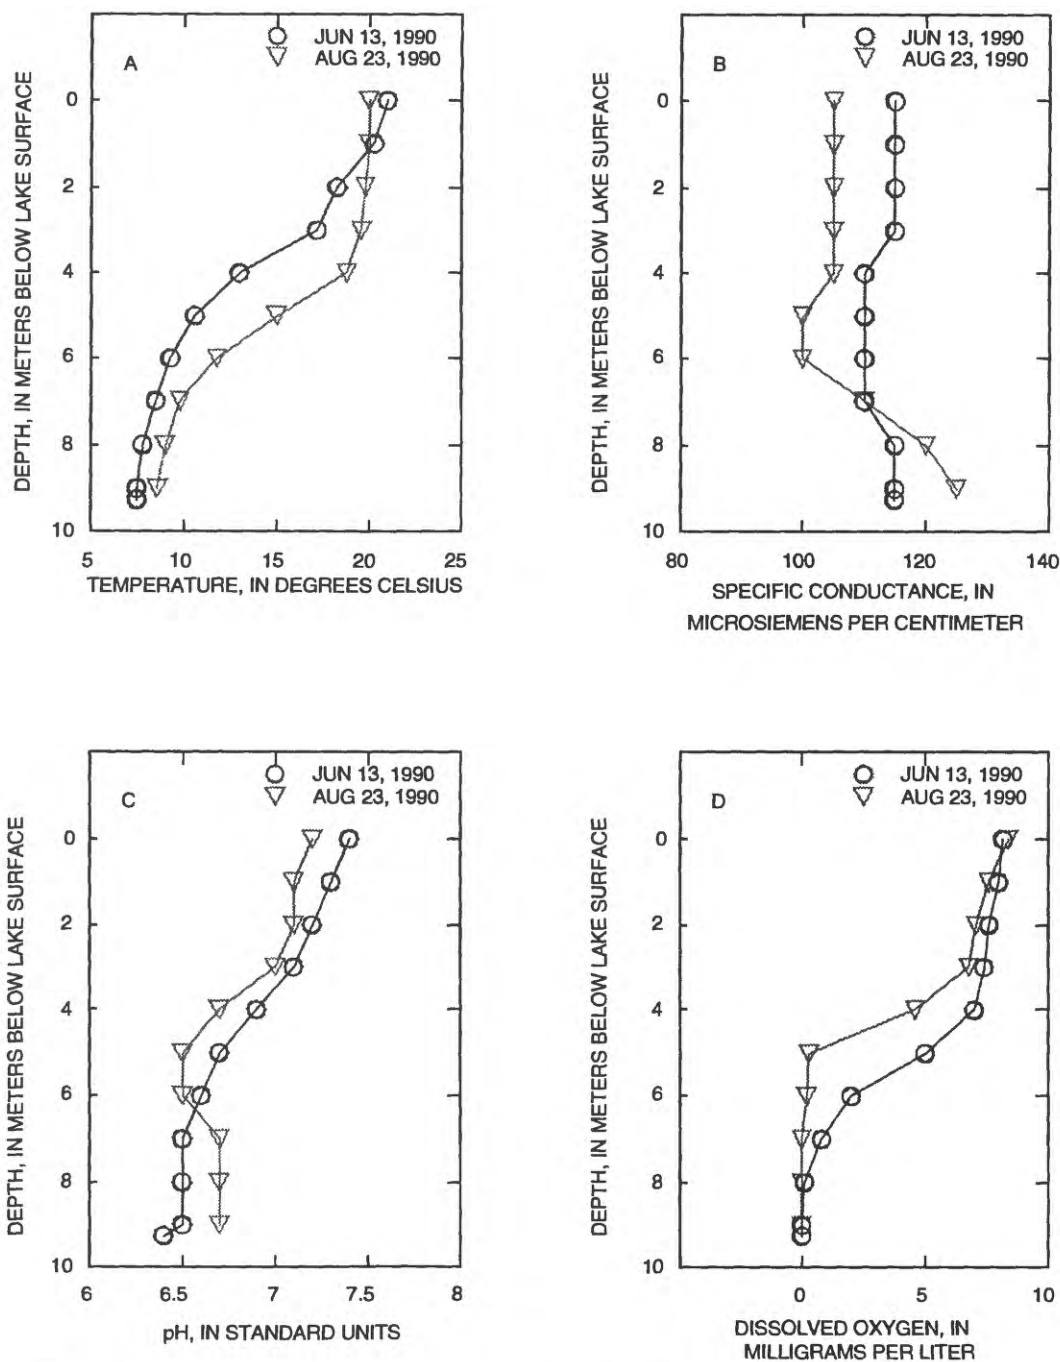 A
JUN 13, 1990
AUG 23, 1990
DEPTH, IN METERS BELOW LAKE SURFACE
0
2
4
6
8
10
5
10
15
20
25
TEMPERATURE, IN DEGREES CELSIUS
B
JUN 13, 1990
AUG 23, 1990
DEPTH, IN METERS BELOW LAKE SURFACE
0
2
4
6
8
10
80
100
120
140
SPECIFIC CONDUCTANCE, IN
MICROSIEMENS PER CENTIMETER
C
JUN 13, 1990
AUG 23, 1990
DEPTH, IN METERS BELOW LAKE SURFACE
0
2
4
6
8
10
6
6.5
7
7.5
8
pH, IN STANDARD UNITS
D
JUN 13, 1990
AUG 23, 1990
DEPTH, IN METERS BELOW LAKE SURFACE
0
2
4
6
8
10
0
5
10
DISSOLVED OXYGEN, IN
MILLIGRAMS PER LITER